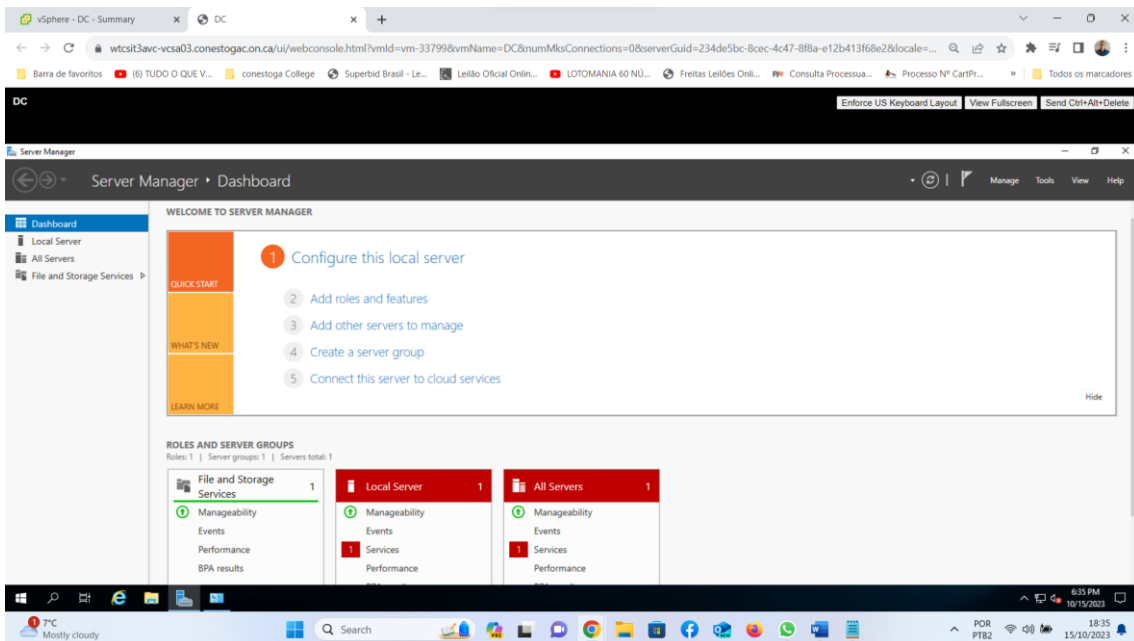 vSphere - DC - Summary
DC
wtcsit3avc-vcsa03.conestogac.on.ca/ui/webconsole.html?vmId=vm-33799&vmName=DC&numMksConnections=0&serverGuid=234de5bc-8cec-4c47-8f8a-e12b413f68e2&locale=...
Barra de favoritos (6) TUDO O QUE V... conestoga College Superbid Brasil - Le... Leilão Oficial Onlin... LOTOMANIA 60 NÚ... Freitas Leilões Onli... Consulta Processua... Processo Nº CartPr... » Todos os marcadores
DC
Enforce US Keyboard Layout View Fullscreen Send Ctrl+Alt+Delete
Server Manager
Server Manager • Dashboard
Manage Tools View Help
Dashboard
Local Server
All Servers
File and Storage Services
WELCOME TO SERVER MANAGER
QUICK START
WHAT'S NEW
LEARN MORE
1 Configure this local server
2 Add roles and features
3 Add other servers to manage
4 Create a server group
5 Connect this server to cloud services
Hide
ROLES AND SERVER GROUPS
Roles: 1 | Server groups: 1 | Servers total: 1
File and Storage
Services
1
Manageability
Events
Performance
BPA results
Local Server 1
Manageability
Events
1 Services
Performance
All Servers 1
Manageability
Events
1 Services
Performance
6:35 PM
10/15/2023
1
7°C
Mostly cloudy
Search
POR
PTB2
18:35
15/10/2023